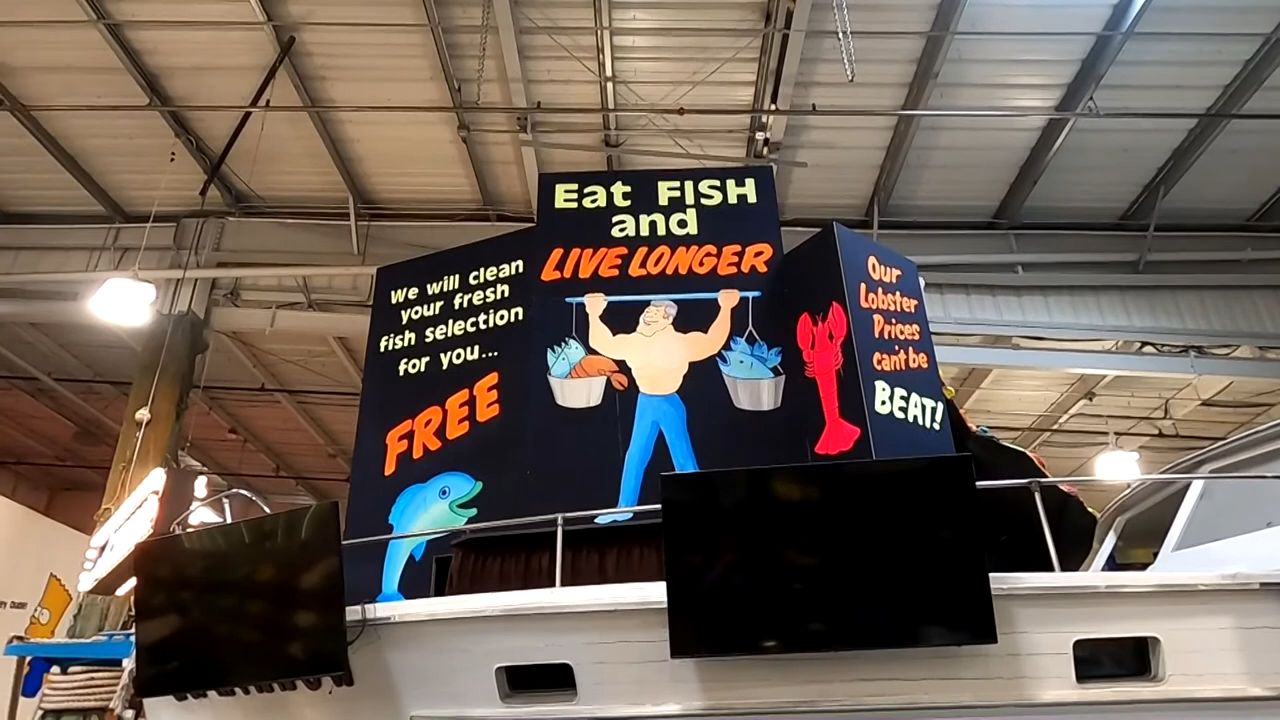 We will clean
your fresh
fish selection
for you...
FREE
Eat FISH
and
LIVE LONGER
Our
Lobster
Prices
can't be
BEAT!